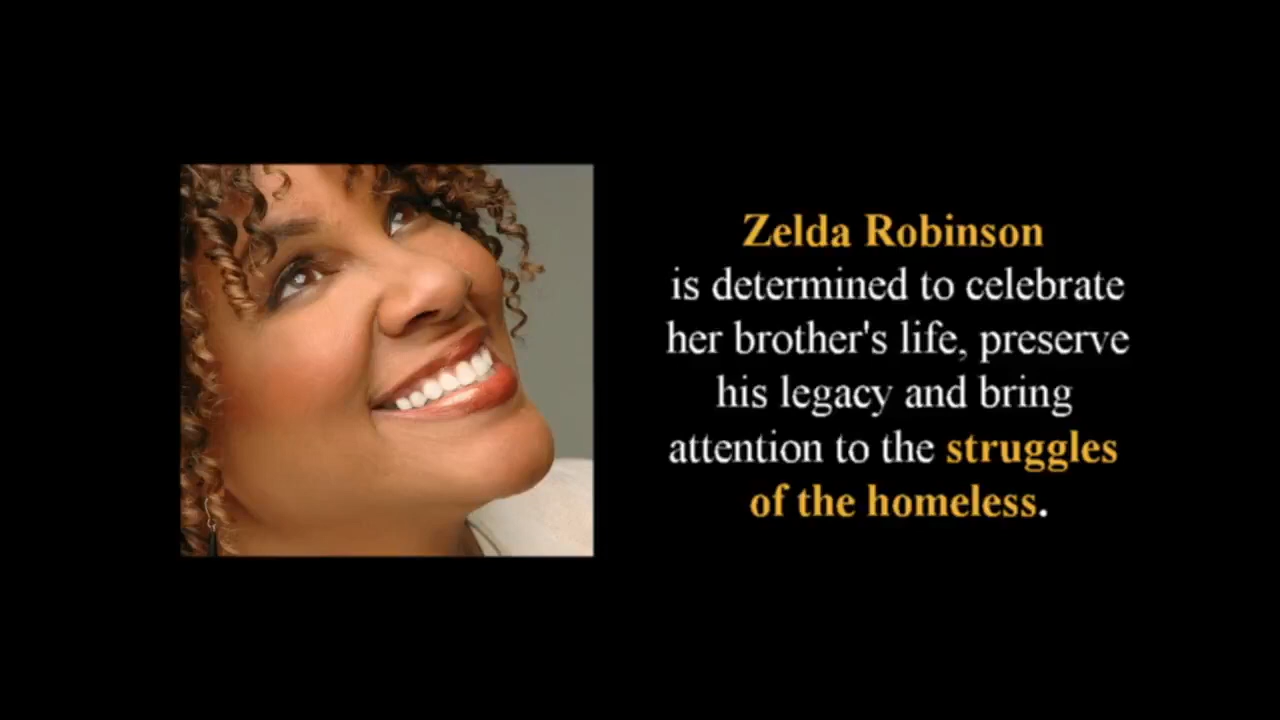 Zelda Robinson
is determined to celebrate
her brother's life, preserve
his legacy and bring
attention to the struggles
of the homeless.